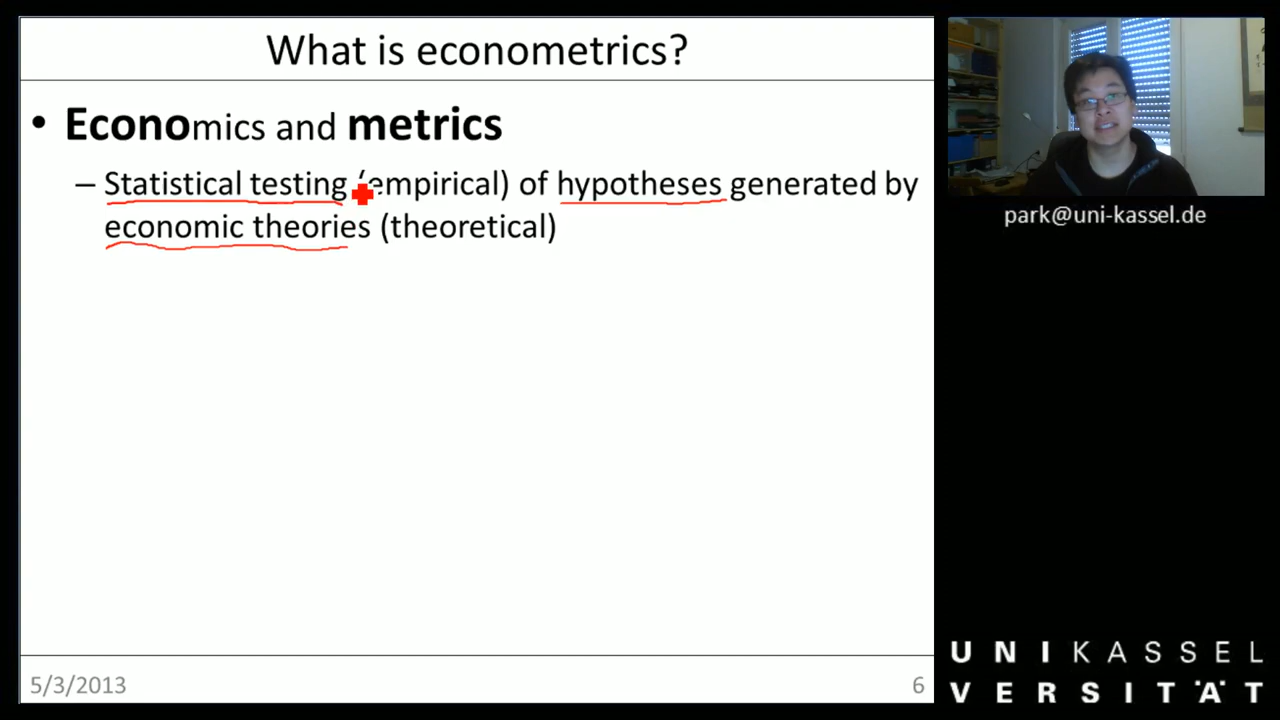 What is econometrics?
• Economics and metrics
– Statistical testing (empirical) of hypotheses generated by
economic theories (theoretical)
5/3/2013
6
park@uni-kassel.de
UNIKASSEL
VERSITÄT